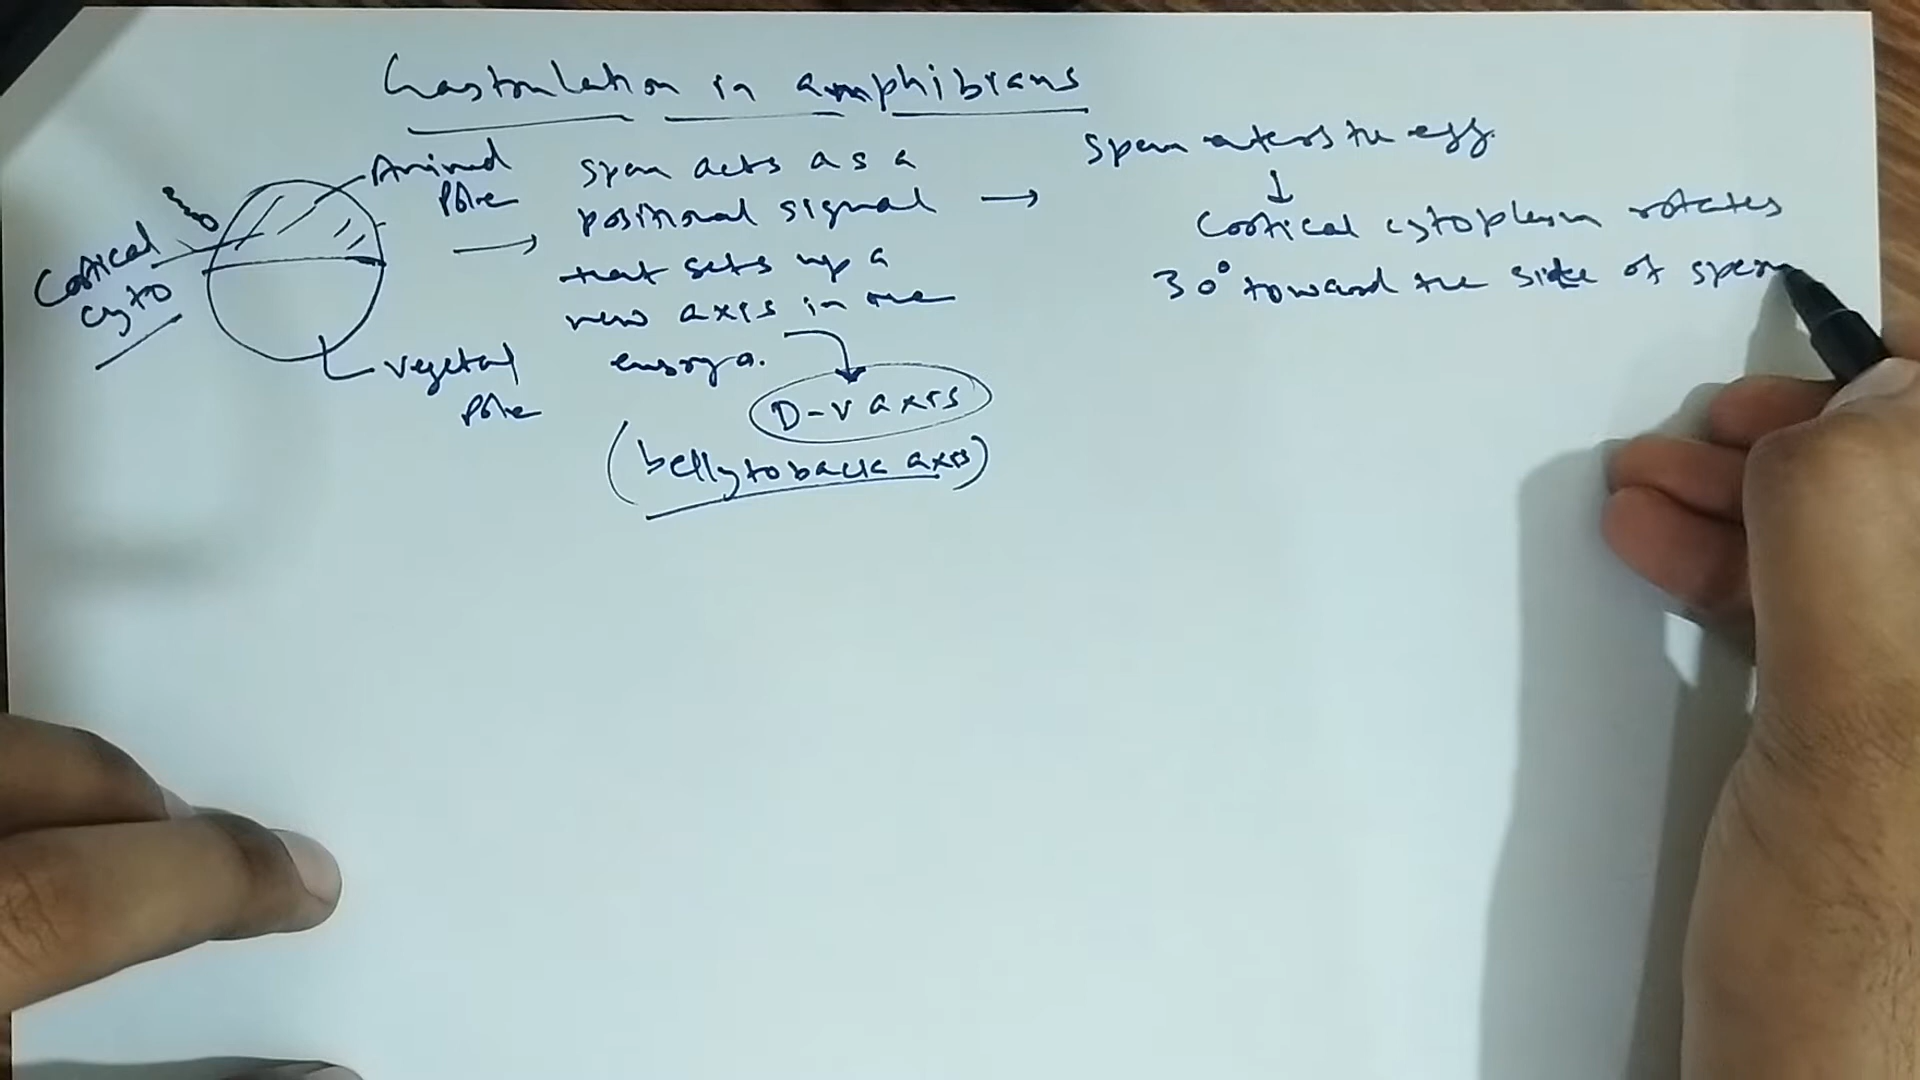 Gastrulation in amphibians
Animal
Pole
Cortical
cyto
Vegetal
Pole
sperm acts as a
positional signal
that sets up a
new axis in the
embryo.
D-V axis
(belly to back axis)
sperm enters the egg.
Cortical cytoplasm rotates
30° toward the side of sperm